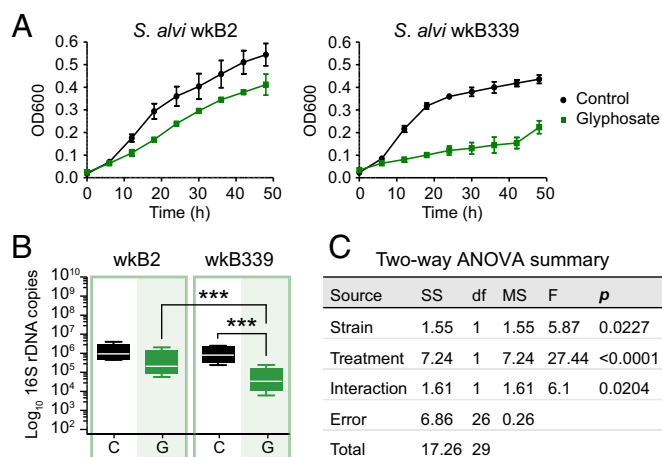 A
S. alvi wkB2
S. alvi wkB339
OD600
0.6
0.5
0.4
0.3
0.2
0.1
0.0
0 10 20 30 40 50
Time (h)
OD600
0.6
0.5
0.4
0.3
0.2
0.1
0.0
0 10 20 30 40 50
Time (h)
Control
Glyphosate
B
wkB2 wkB339
Log10 16S rDNA copies
10^10
10^9
10^8
10^7
10^6
10^5
10^4
10^3
10^2
***
***
C G C G
C Two-way ANOVA summary
Source SS df MS F p
Strain 1.55 1 1.55 5.87 0.0227
Treatment 7.24 1 7.24 27.44 <0.0001
Interaction 1.61 1 1.61 6.1 0.0204
Error 6.86 26 0.26
Total 17.26 29